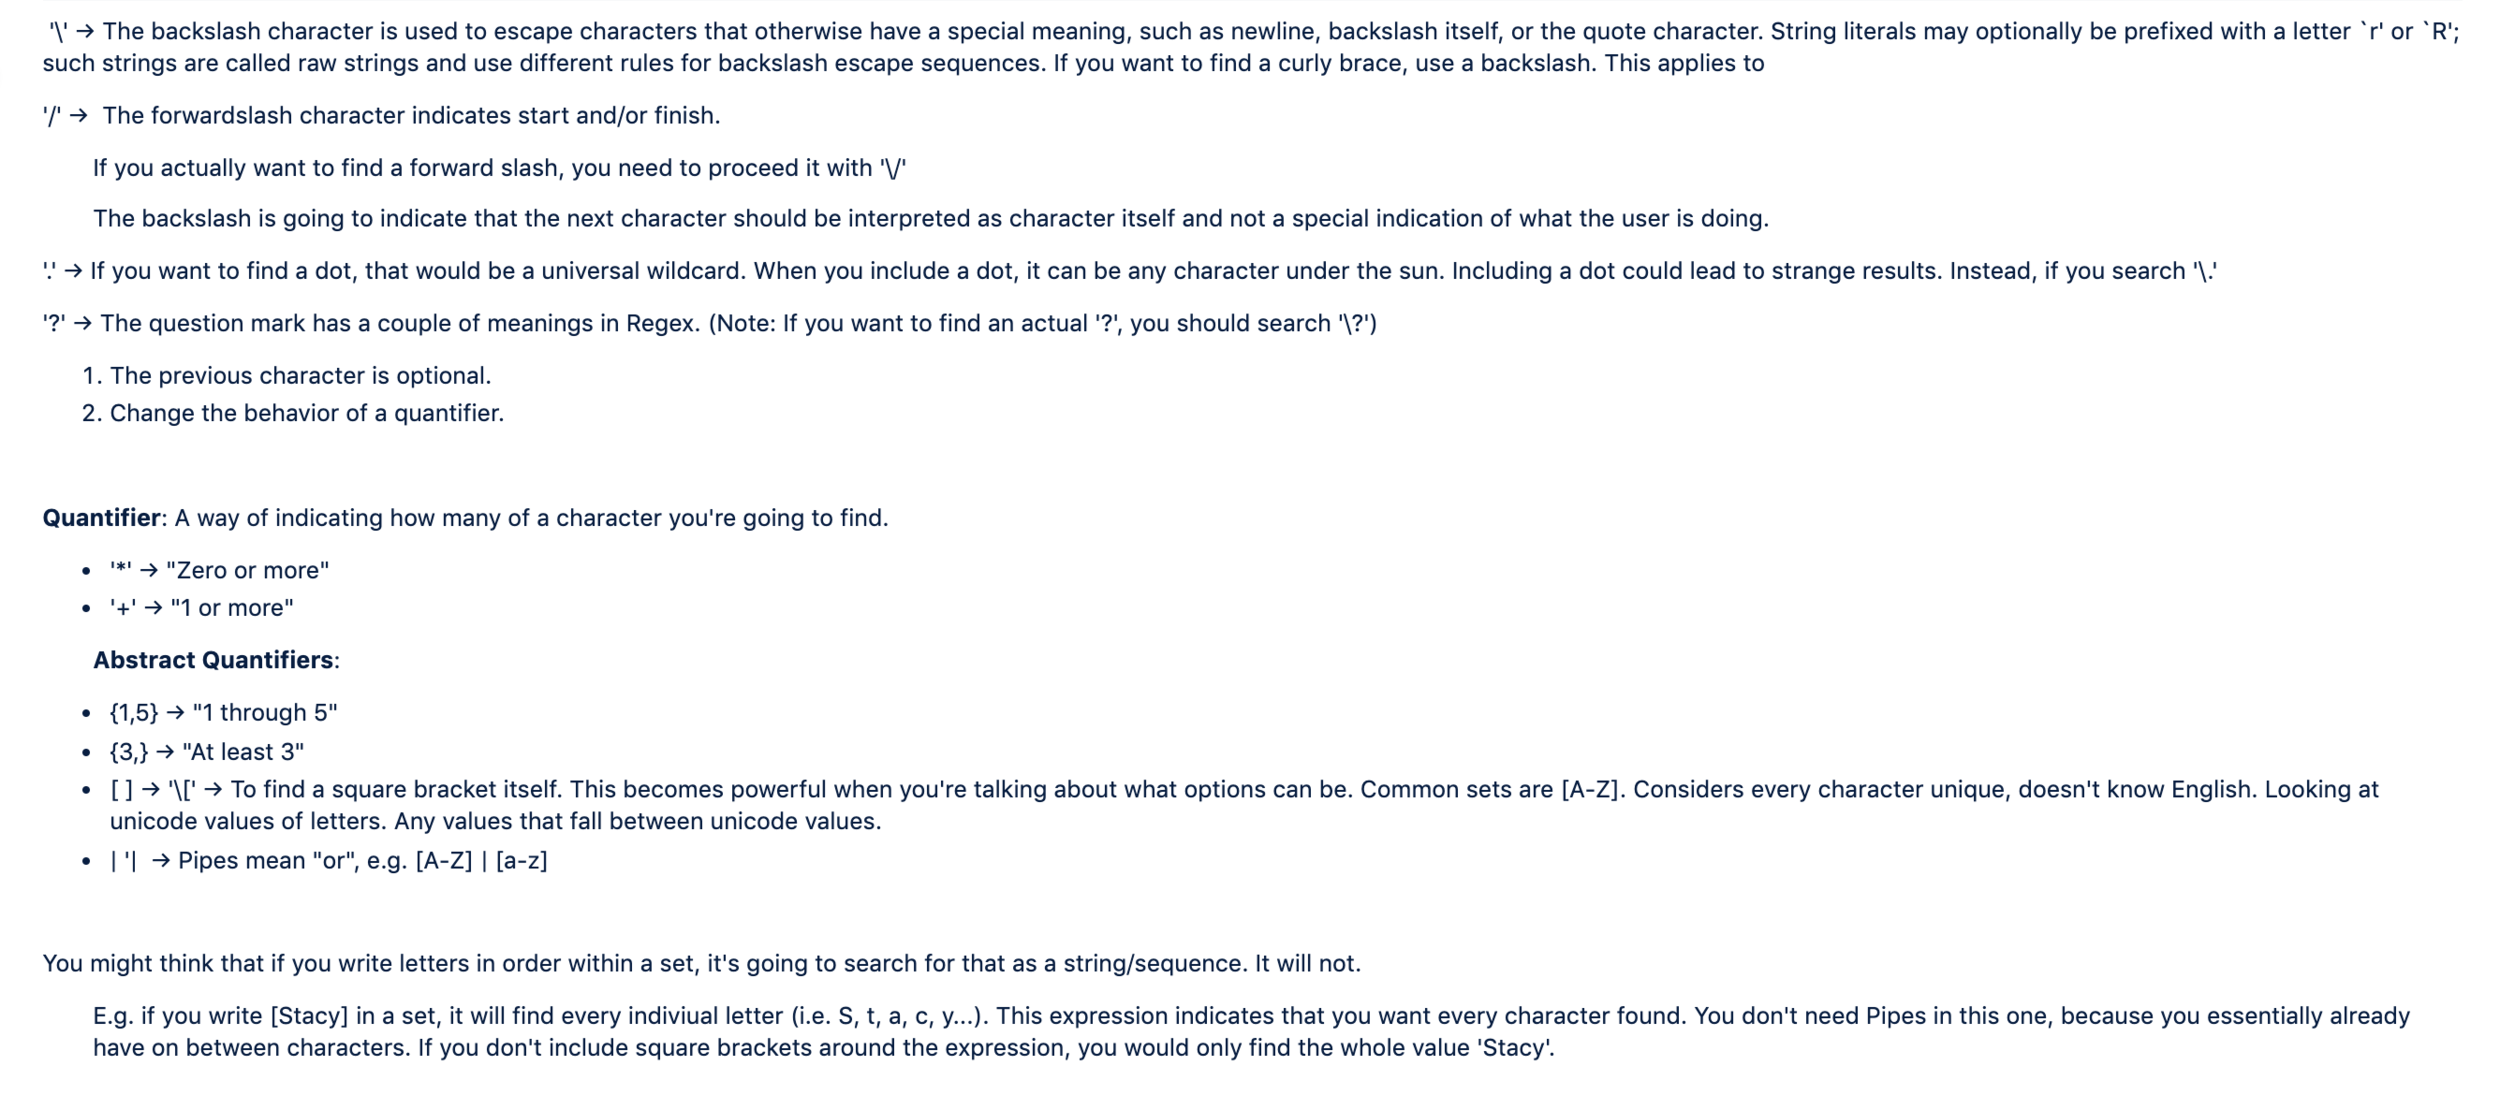 '\' → The backslash character is used to escape characters that otherwise have a special meaning, such as newline, backslash itself, or the quote character. String literals may optionally be prefixed with a letter `r' or `R';
such strings are called raw strings and use different rules for backslash escape sequences. If you want to find a curly brace, use a backslash. This applies to
'/' → The forwardslash character indicates start and/or finish.
If you actually want to find a forward slash, you need to proceed it with '\/'
The backslash is going to indicate that the next character should be interpreted as character itself and not a special indication of what the user is doing.
'.' → If you want to find a dot, that would be a universal wildcard. When you include a dot, it can be any character under the sun. Including a dot could lead to strange results. Instead, if you search '\.'
'?' → The question mark has a couple of meanings in Regex. (Note: If you want to find an actual '?', you should search '\?')
1. The previous character is optional.
2. Change the behavior of a quantifier.
Quantifier: A way of indicating how many of a character you're going to find.
• '*' → "Zero or more"
• '+' → "1 or more"
Abstract Quantifiers:
• {1,5} → "1 through 5"
• {3,} → "At least 3"
• [ ] → '\[' → To find a square bracket itself. This becomes powerful when you're talking about what options can be. Common sets are [A-Z]. Considers every character unique, doesn't know English. Looking at
unicode values of letters. Any values that fall between unicode values.
• | '| → Pipes mean "or", e.g. [A-Z] | [a-z]
You might think that if you write letters in order within a set, it's going to search for that as a string/sequence. It will not.
E.g. if you write [Stacy] in a set, it will find every indiviual letter (i.e. S, t, a, c, y...). This expression indicates that you want every character found. You don't need Pipes in this one, because you essentially already
have on between characters. If you don't include square brackets around the expression, you would only find the whole value 'Stacy'.